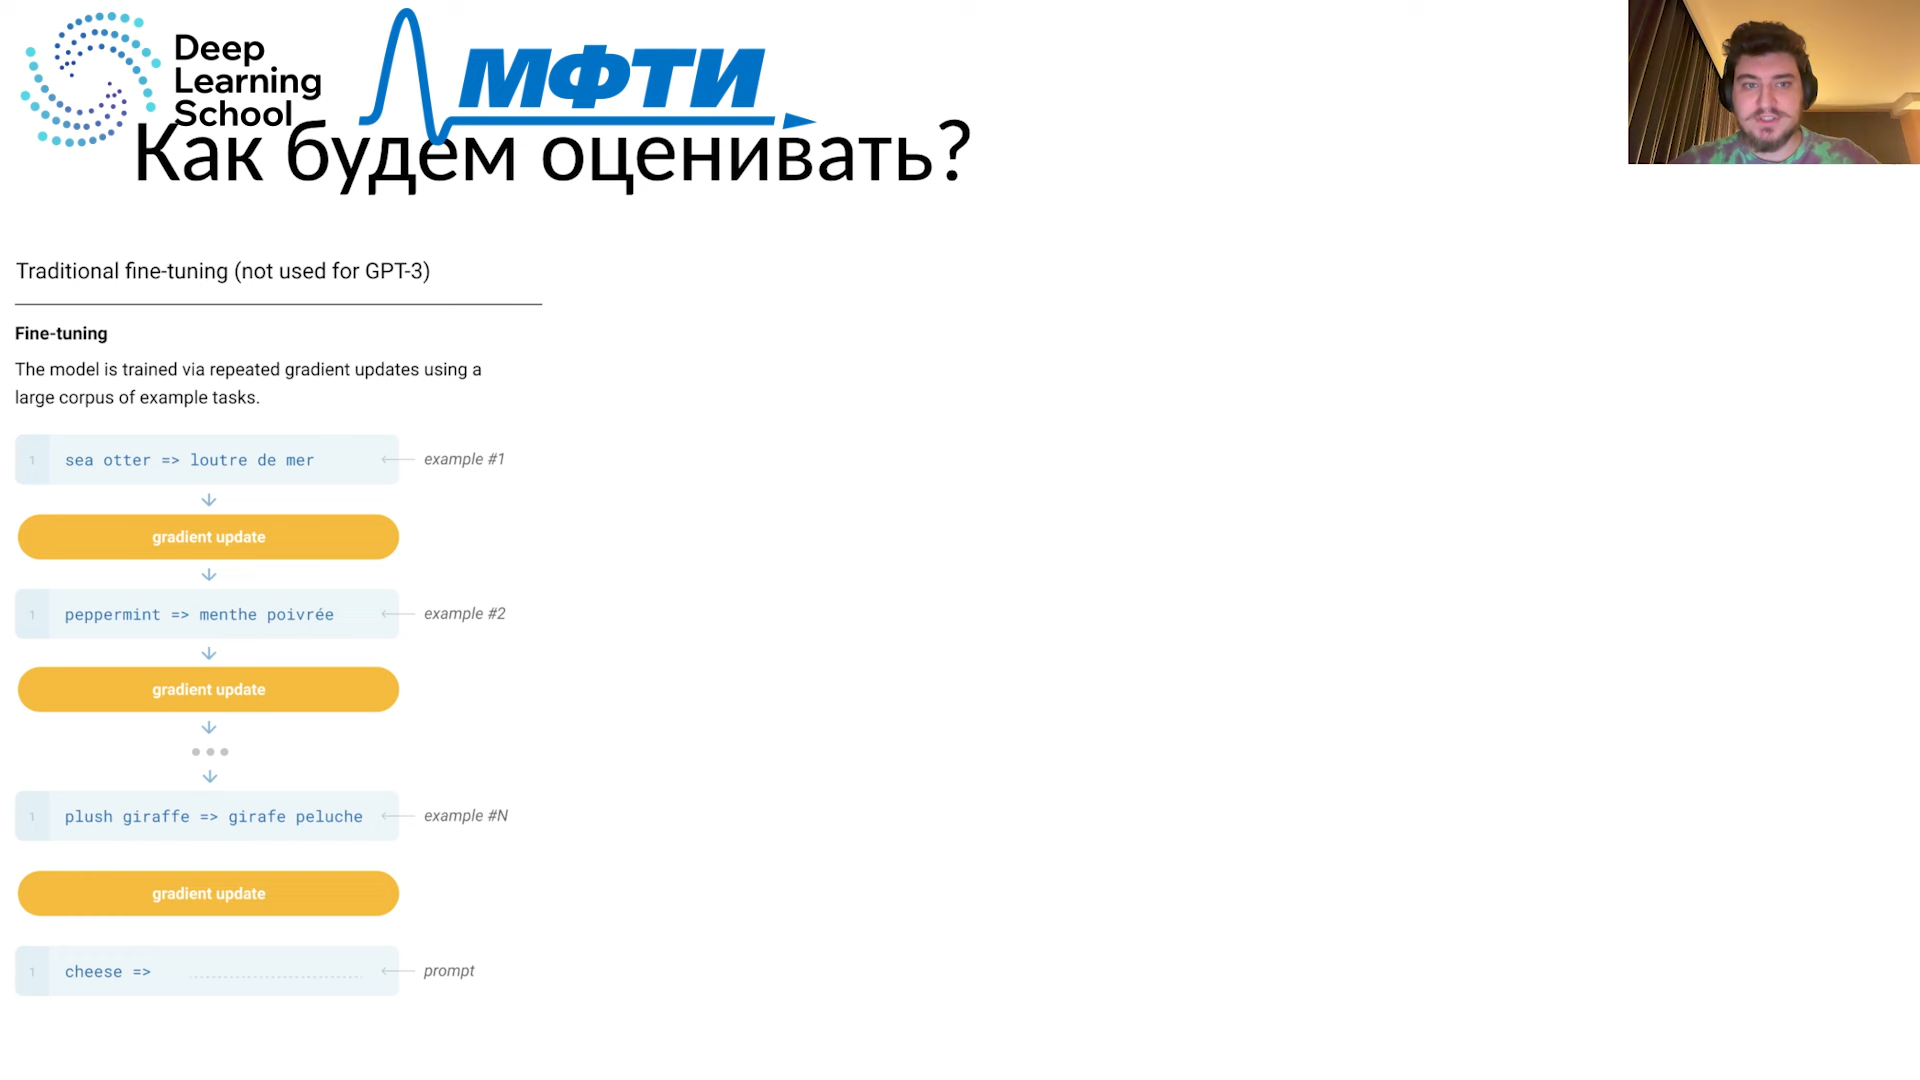 Deep
Learning
School
МФТИ
Как будем оценивать?
Traditional fine-tuning (not used for GPT-3)
Fine-tuning
The model is trained via repeated gradient updates using a
large corpus of example tasks.
1 sea otter => loutre de mer example #1
gradient update
1 peppermint => menthe poivrée example #2
gradient update
1 plush giraffe => girafe peluche example #N
gradient update
1 cheese => prompt